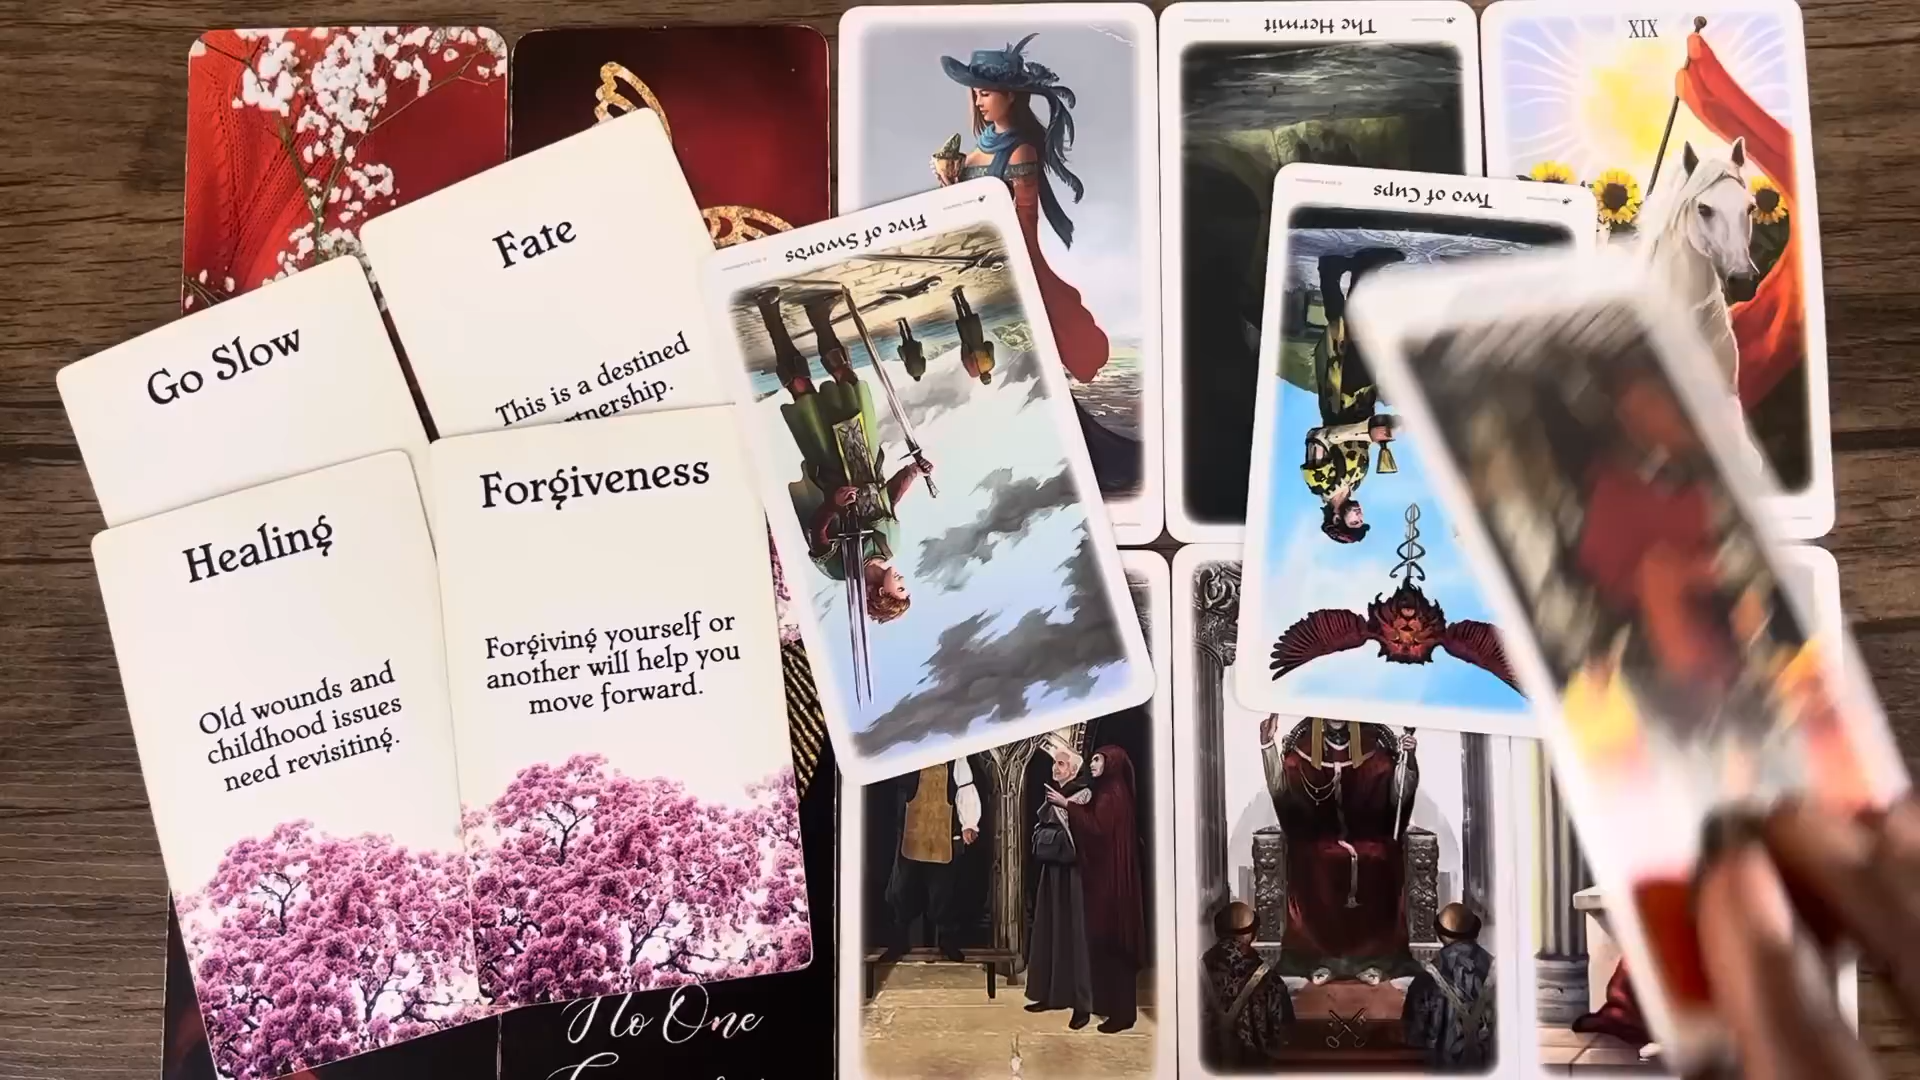 The Hermit
XIX
Fate
This is a destined
Five of Swords
Two of Cups
Go Slow
Forgiveness
Healing
Forgiving yourself or
another will help you
move forward.
Old wounds and
childhood issues
need revisiting.
No One